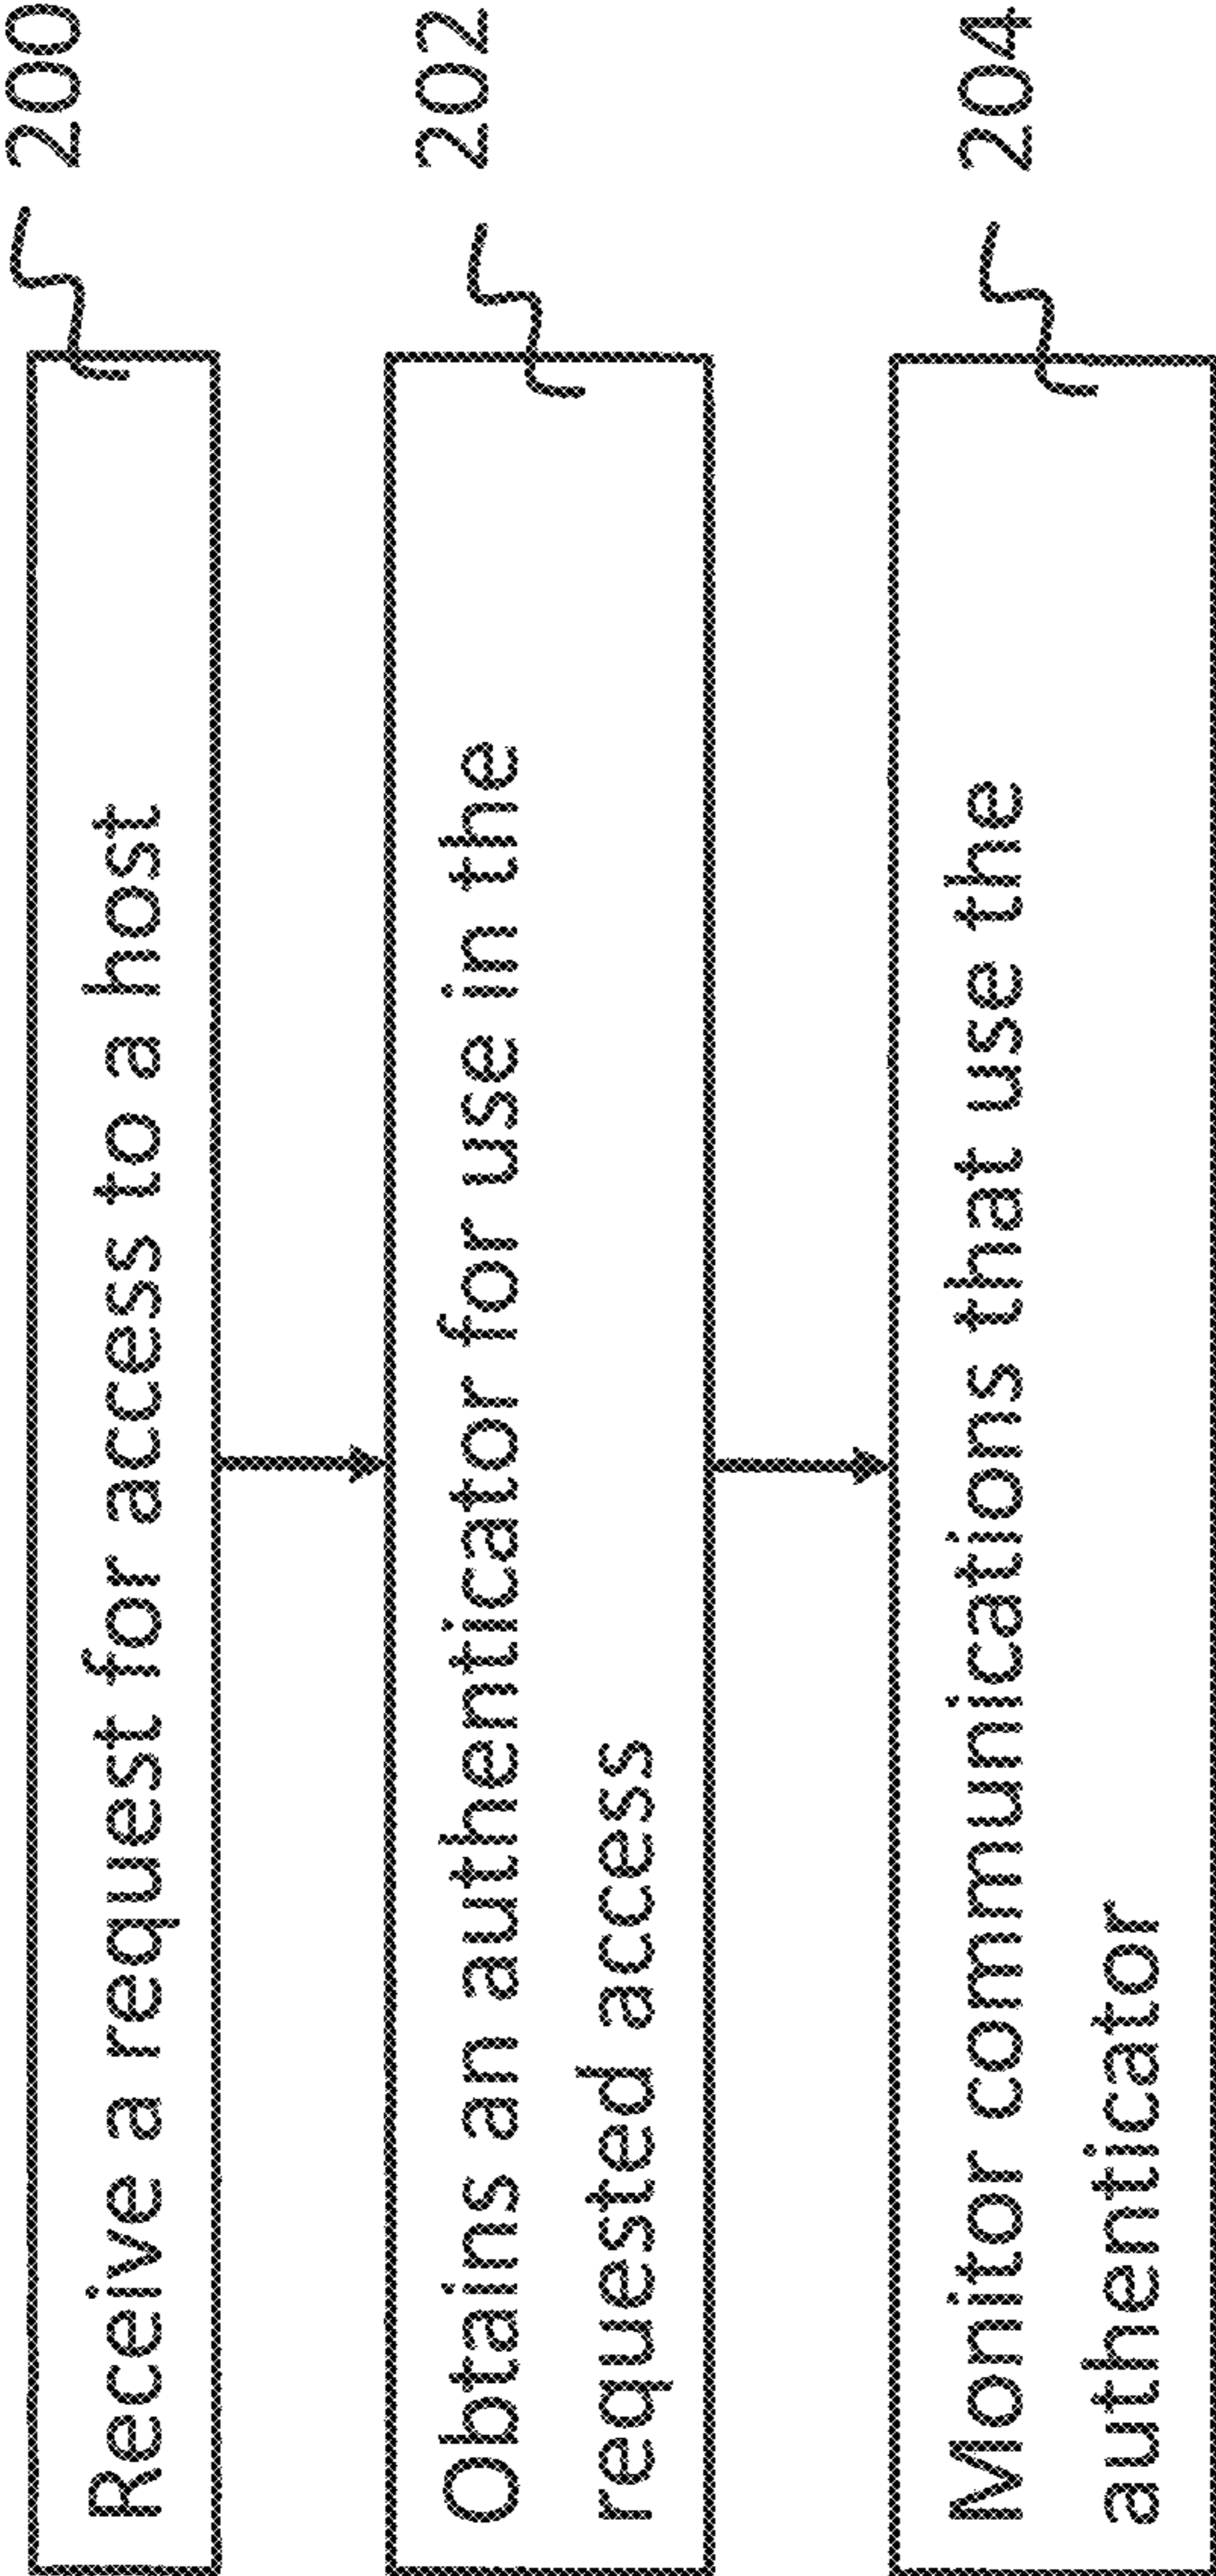 Receive a request for access to a host
200
Obtains an authenticator for use in the
requested access
202
Monitor communications that use the
authenticator
204